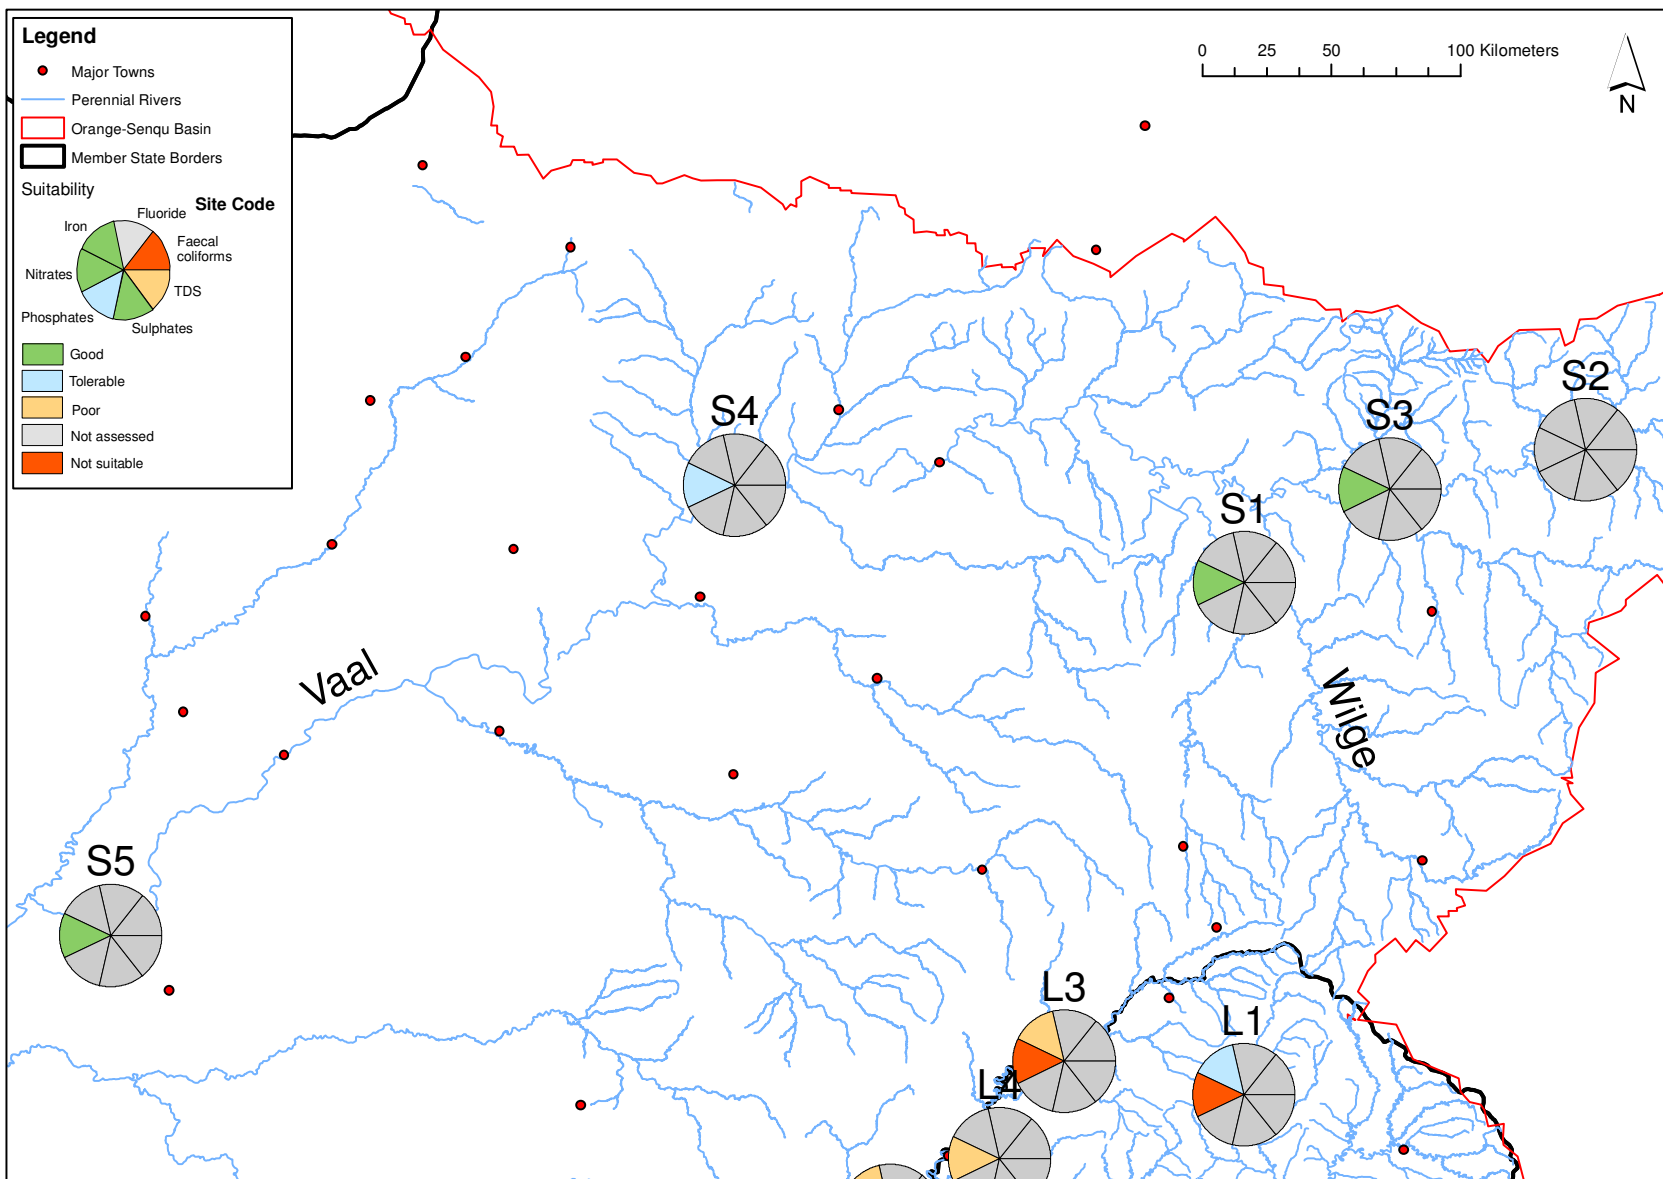 Legend
Major Towns
Perennial Rivers
Orange-Senqu Basin
Member State Borders
Suitability
Site Code
Fluoride
Iron
Faecal
coliforms
Nitrates
TDS
Phosphates
Sulphates
Good
Tolerable
Poor
Not assessed
Not suitable
0 25 50 100 Kilometers
N
S2
S4
S3
S1
Vaal
Wilge
S5
L3
L1
L4